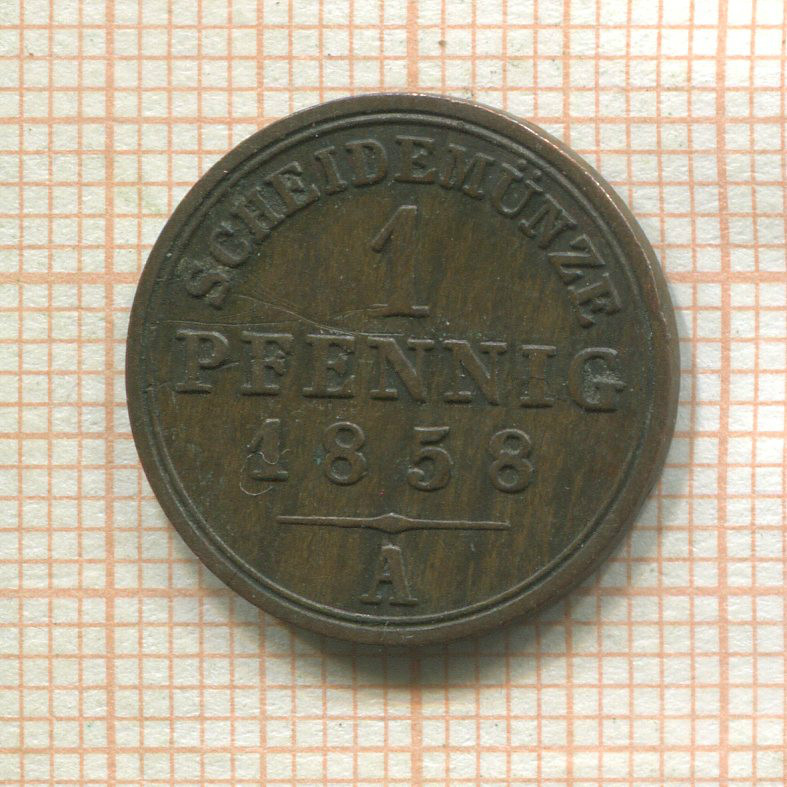 SCHEIDEMÜNZE
1
PFENNIG
1858
A